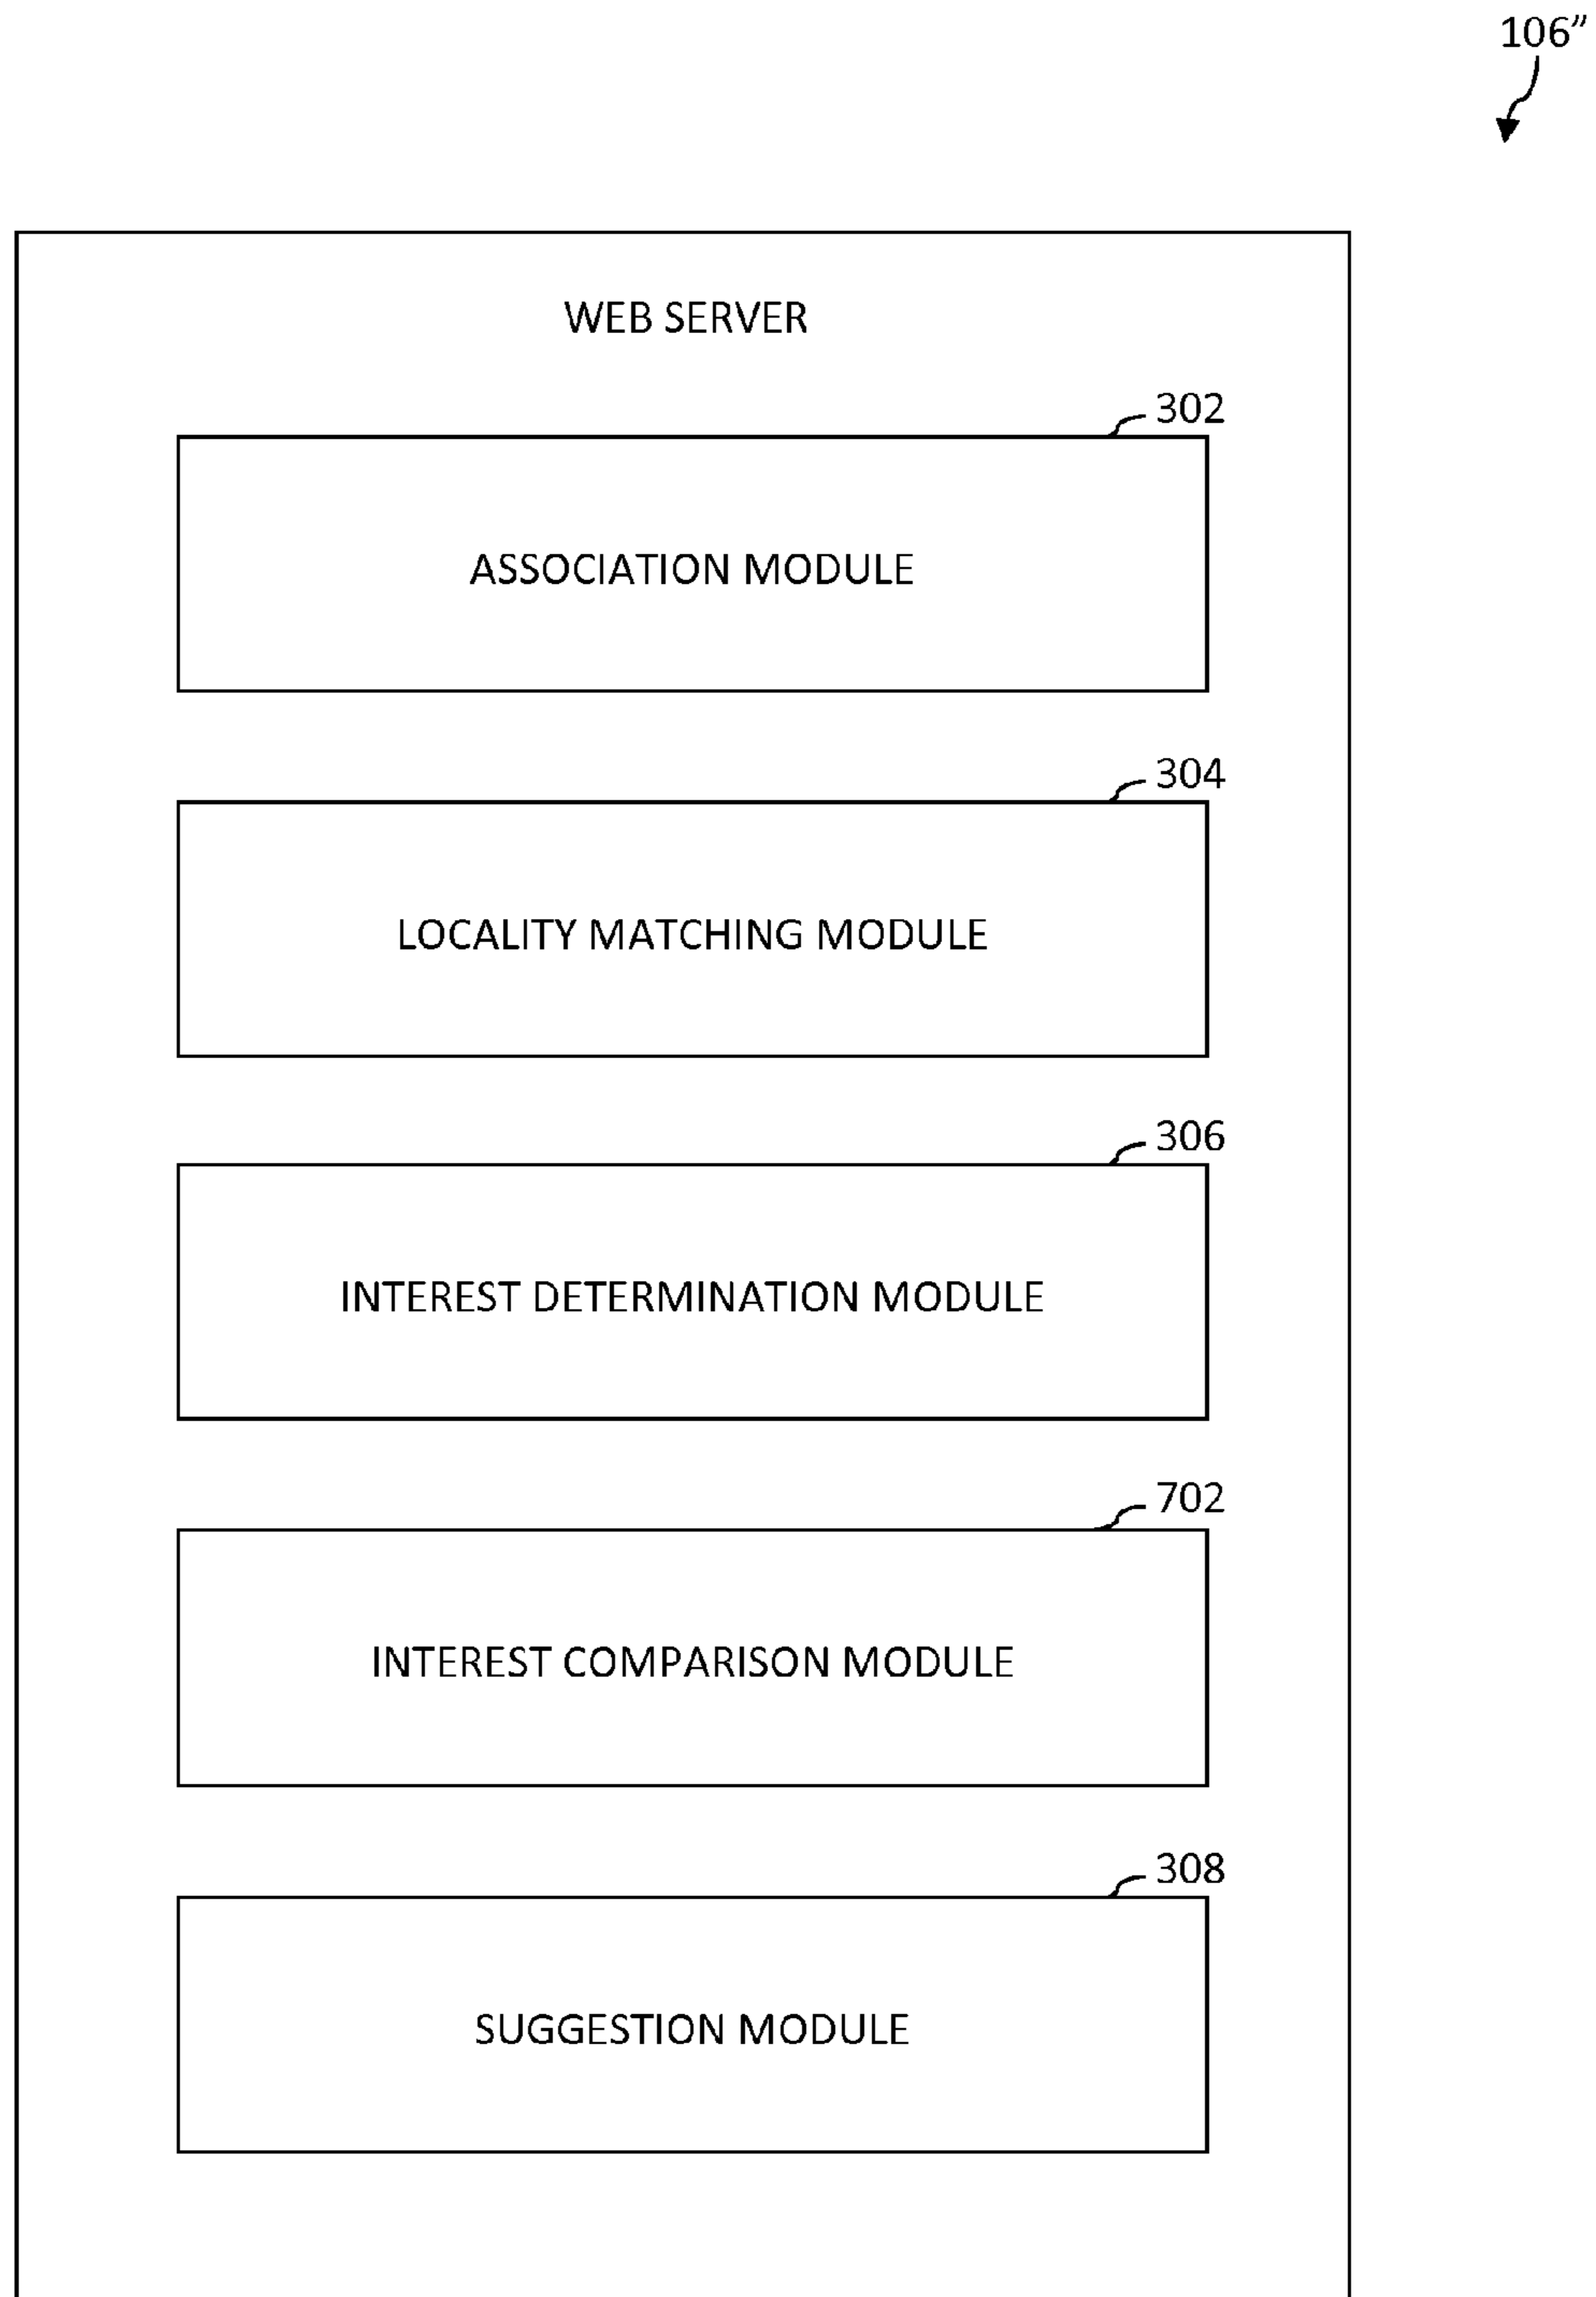 106”
WEB SERVER
302
ASSOCIATION MODULE
304
LOCALITY MATCHING MODULE
306
INTEREST DETERMINATION MODULE
702
INTEREST COMPARISON MODULE
308
SUGGESTION MODULE